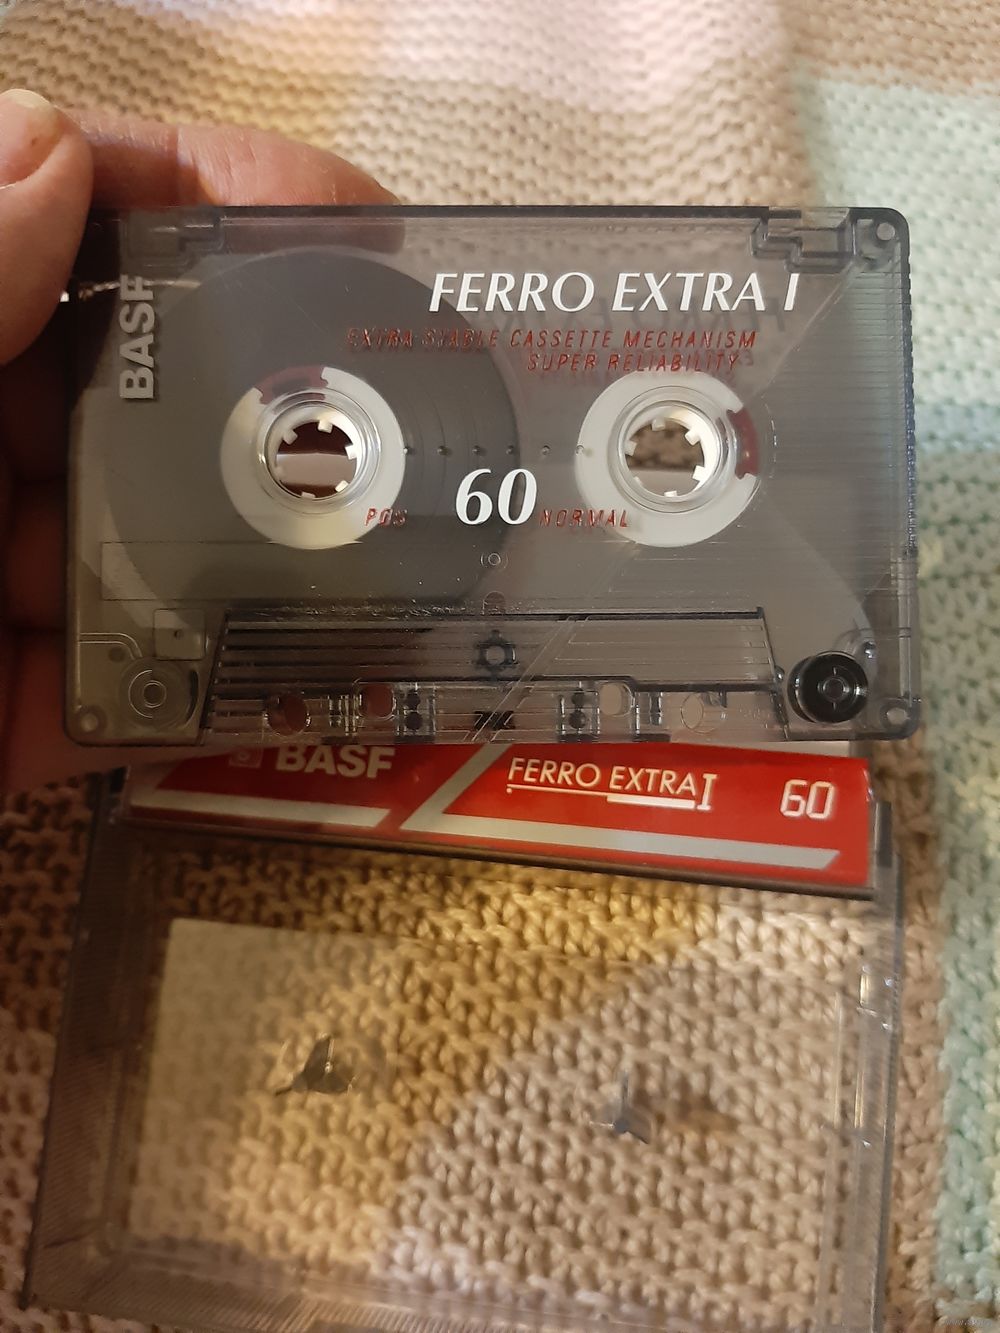 BASF
FERRO EXTRA I
EXTRA STABLE CASSETTE MECHANISM
SUPER RELIABILITY
POS 60 NORMAL
BASF
FERRO EXTRA I 60